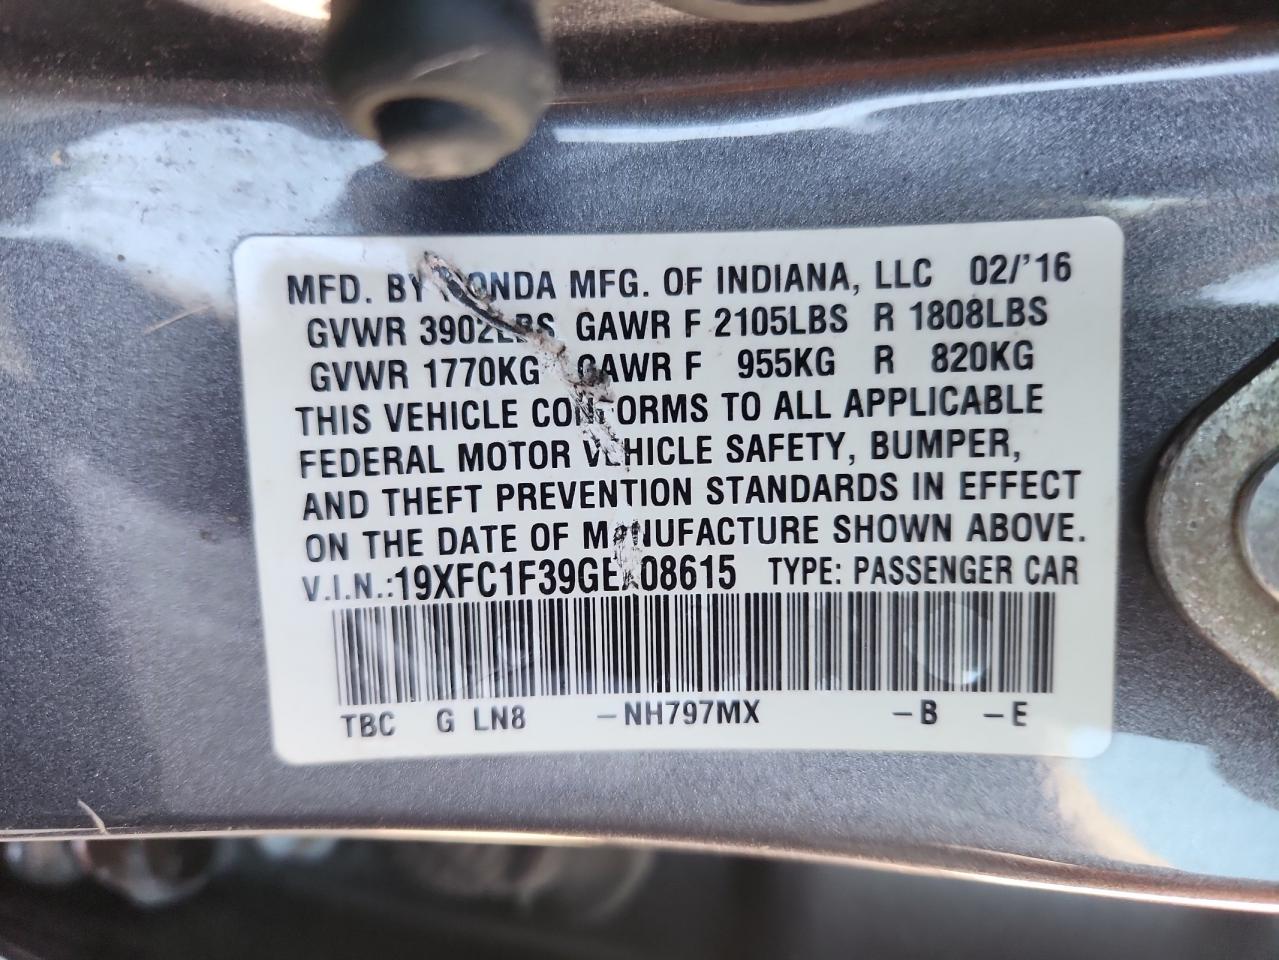 MFD. BY HONDA MFG. OF INDIANA, LLC 02/'16
GVWR 3902LBS GAWR F 2105LBS R 1808LBS
GVWR 1770KG GAWR F 955KG R 820KG
THIS VEHICLE CONFORMS TO ALL APPLICABLE
FEDERAL MOTOR VEHICLE SAFETY, BUMPER,
AND THEFT PREVENTION STANDARDS IN EFFECT
ON THE DATE OF MANUFACTURE SHOWN ABOVE.
V.I.N.: TYPE: PASSENGER CAR
TBC G LN8 –NH797MX –B –E